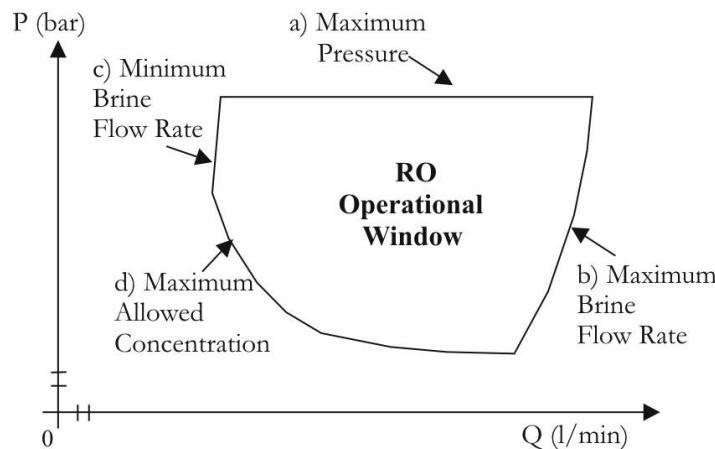 P (bar)
a) Maximum
Pressure
c) Minimum
Brine
Flow Rate
RO
Operational
Window
d) Maximum
Allowed
Concentration
b) Maximum
Brine
Flow Rate
0
Q (l/min)